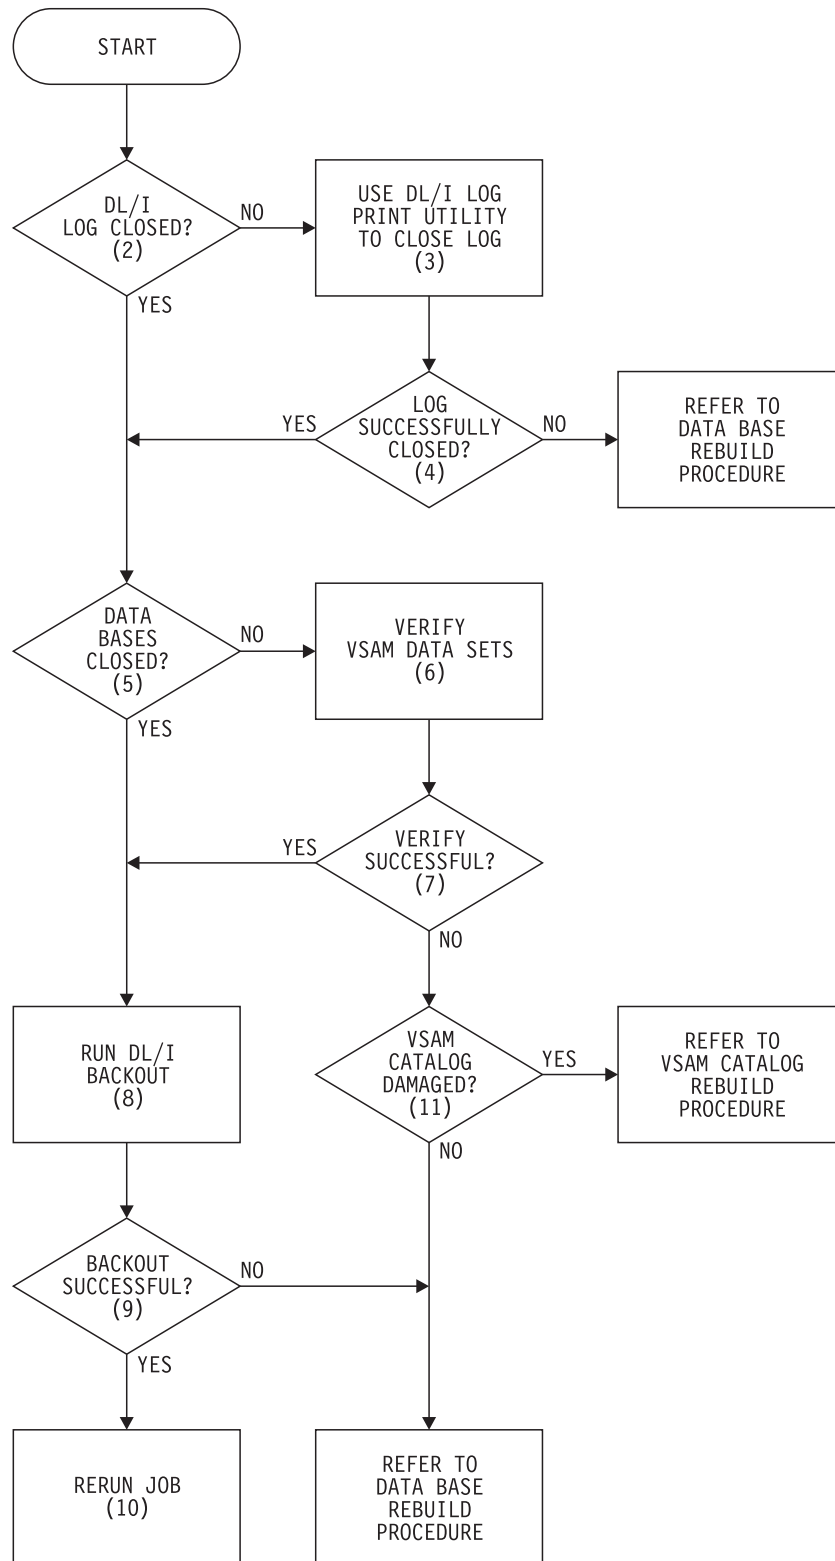 START
DL/I
LOG CLOSED?
(2)
NO
USE DL/I LOG
PRINT UTILITY
TO CLOSE LOG
(3)
YES
LOG
SUCCESSFULLY
CLOSED?
(4)
YES
NO
REFER TO
DATA BASE
REBUILD
PROCEDURE
DATA
BASES
CLOSED?
(5)
NO
VERIFY
VSAM DATA SETS
(6)
YES
VERIFY
SUCCESSFUL?
(7)
YES
NO
RUN DL/I
BACKOUT
(8)
VSAM
CATALOG
DAMAGED?
(11)
YES
REFER TO
VSAM CATALOG
REBUILD
PROCEDURE
NO
BACKOUT
SUCCESSFUL?
(9)
NO
YES
RERUN JOB
(10)
REFER TO
DATA BASE
REBUILD
PROCEDURE